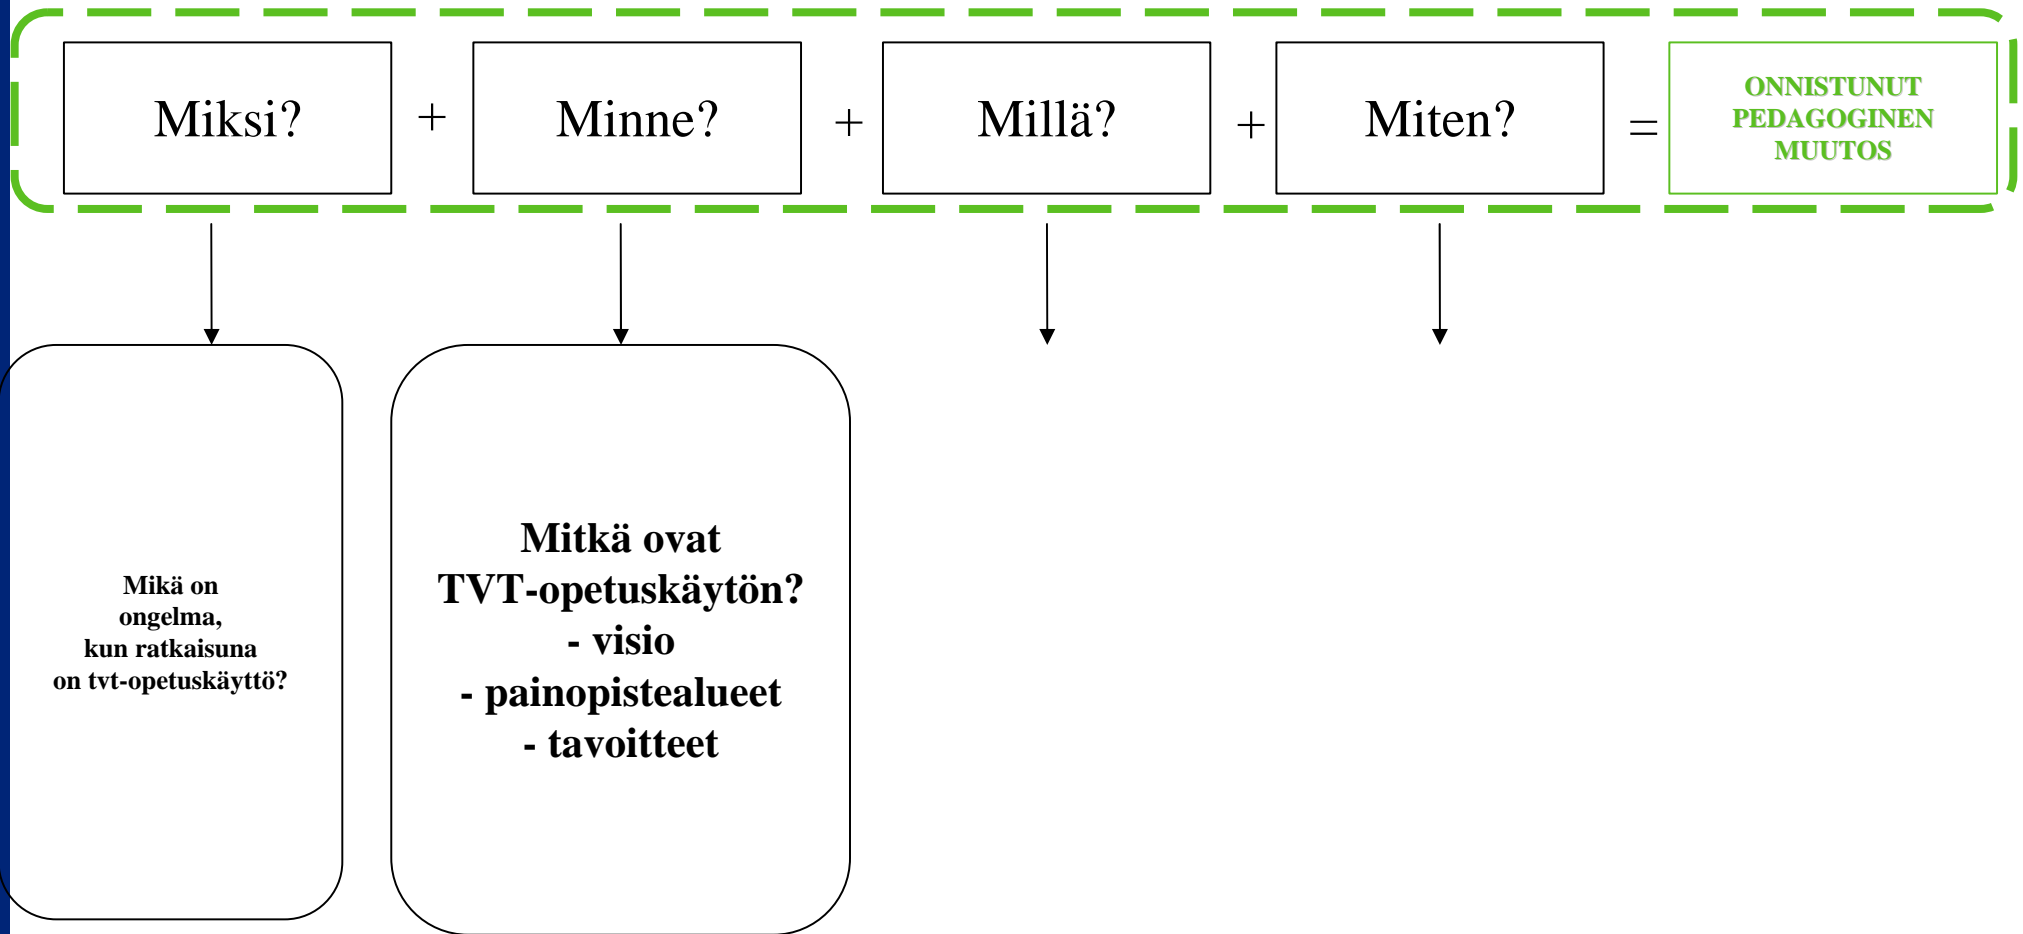 Miksi? + Minne? + Millä? + Miten? = ONNISTUNUT
PEDAGOGINEN
MUUTOS
Mikä on
ongelma,
kun ratkaisuna
on tvt-opetuskäyttö?
Mitkä ovat
TVT-opetuskäytön?
- visio
- painopistealueet
- tavoitteet